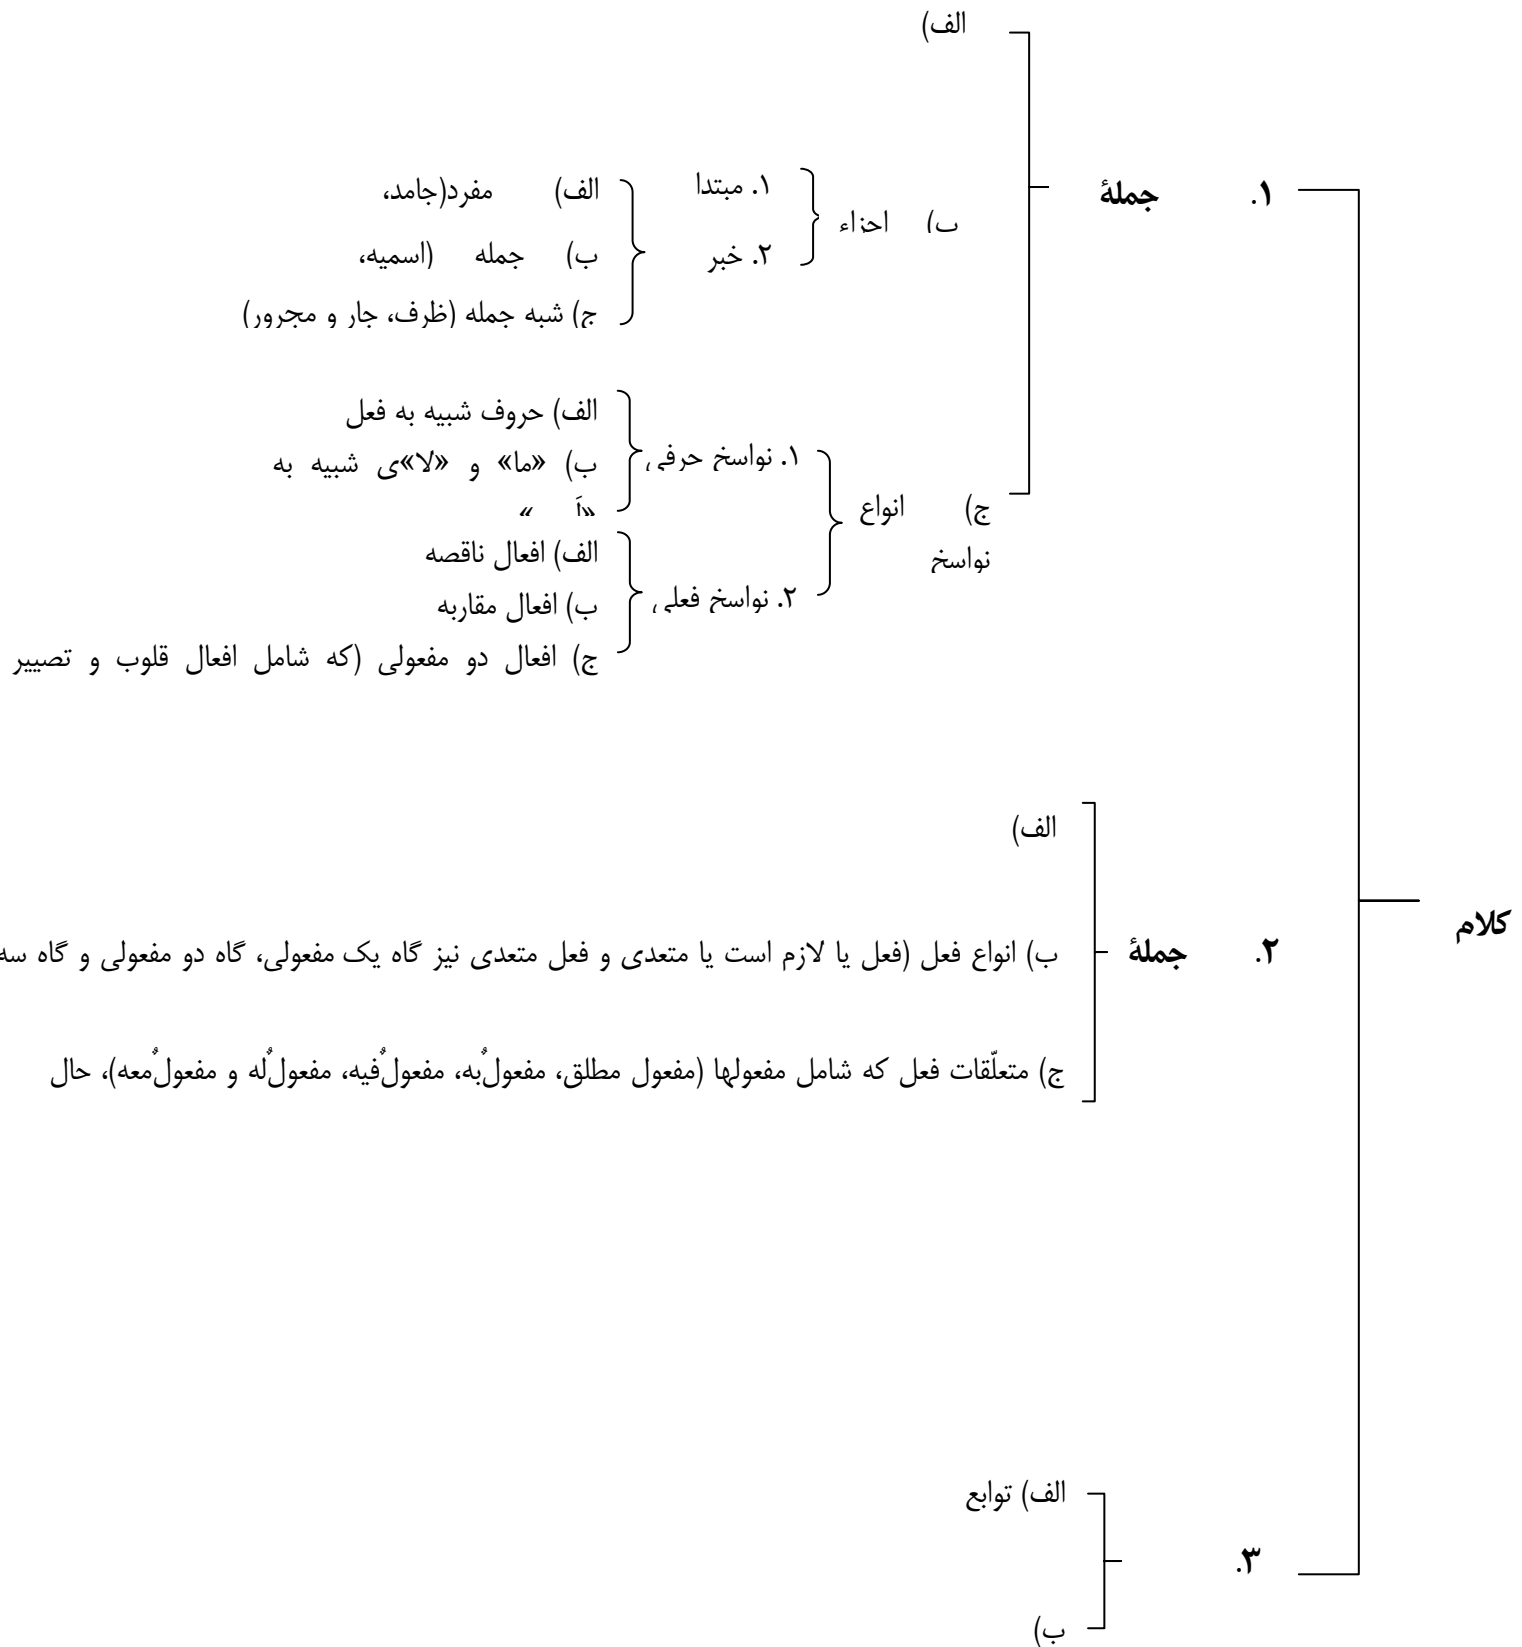 کلام
۱. جملهٔ
الف)
ب) اجزاء
۱. مبتدا
۲. خبر
الف) مفرد(جامد،
ب) جمله (اسمیه،
ج) شبه جمله (ظرف، جار و مجرور)
ج) انواع
نواسخ
۱. نواسخ حرفی
الف) حروف شبیه به فعل
ب) «ما» و «لا»ی شبیه به
۲. نواسخ فعلی
الف) افعال ناقصه
ب) افعال مقاربه
ج) افعال دو مفعولی (که شامل افعال قلوب و تصییر
۲. جملهٔ
الف)
ب) انواع فعل (فعل یا لازم است یا متعدی و فعل متعدی نیز گاه یک مفعولی، گاه دو مفعولی و گاه سه
ج) متعلّقات فعل که شامل مفعولها (مفعول مطلق، مفعولٌبه، مفعولٌفیه، مفعولٌله و مفعولٌمعه)، حال
۳.
الف) توابع
ب)